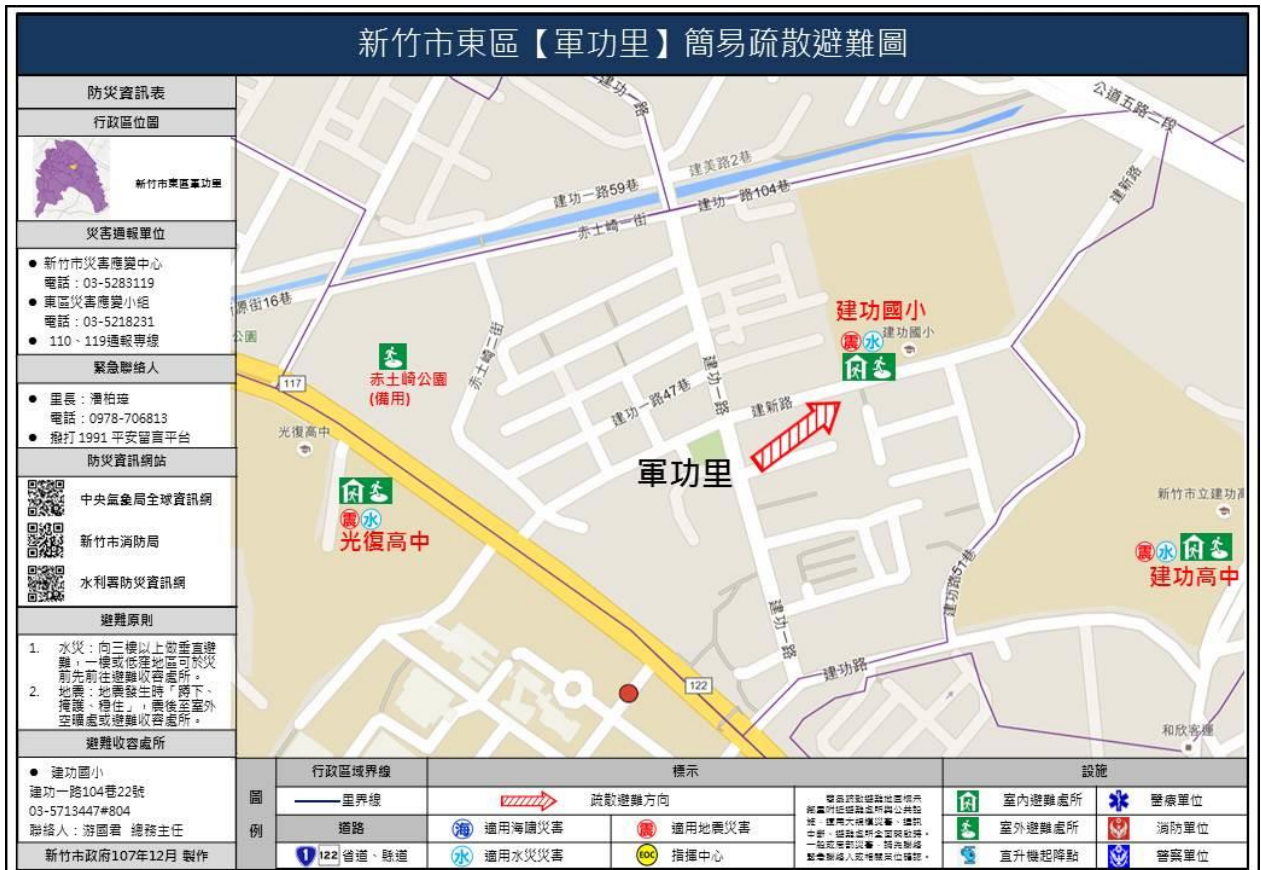 新竹市東區【軍功里】簡易疏散避難圖
防災資訊表
行政區位圖
新竹市東區軍功里
災害通報單位
● 新竹市災害應變中心
電話：03-5283119
● 東區災害應變小組
電話：03-5218231
● 110、119通報專線
緊急聯絡人
● 里長：潘柏瑋
電話：0978-706813
● 撥打1991平安留言平台
防災資訊網站
中央氣象局全球資訊網
新竹市消防局
水利署防災資訊網
避難原則
1. 水災：向三樓以上做垂直避
難，一樓或低窪地區可於災
前先前往避難收容處所。
2. 地震：地震發生時「蹲下、
掩護、穩住」，震後至室外
空曠處或避難收容處所。
避難收容處所
● 建功國小
建功一路104巷22號
03-5713447#804
聯絡人：游國君 總務主任
新竹市政府107年12月 製作
建功一路
公道五路二段
建美路2巷
建新路
建功一路59巷
建功一路104巷
赤土崎一街
源街16巷
公園
赤土崎二街
建功國小
震 水
建功國小
赤土崎公園
(備用)
117
建功一路
建功一路47巷
建新路
光復高中
軍功里
震 水
光復高中
新竹市立建功高
震 水
建功高中
建功路51巷
建功一路
建功路
122
和欣客運
圖例
行政區域界線
標示
設施
里界線
疏散避難方向
室內避難所
醫療單位
道路
海 適用海嘯災害
震 適用地震災害
室外避難所
消防單位
1 122 省道、縣道
水 適用水災災害
EOC 指揮中心
直升機起降點
警察單位